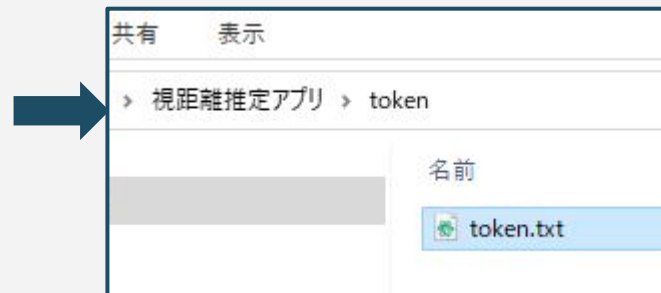 共有 表示
> 視距離推定アプリ > token
名前
token.txt